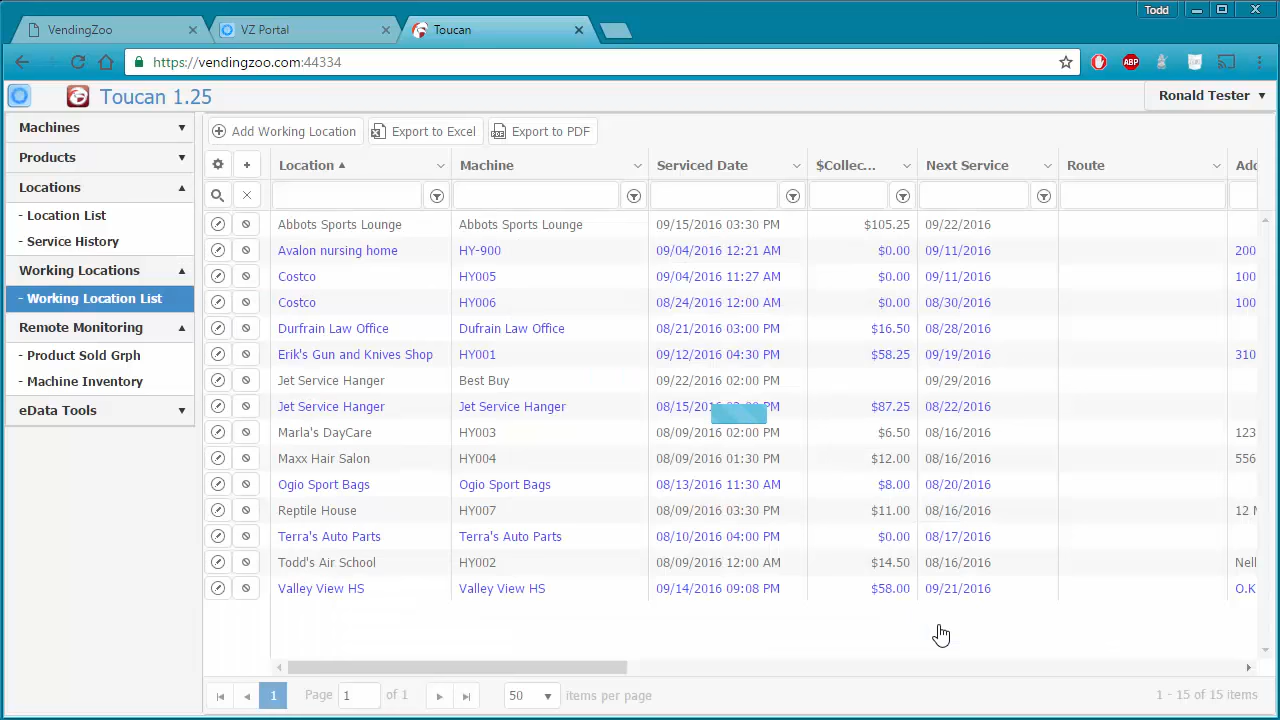 Todd
VendingZoo VZ Portal Toucan
https://vendingzoo.com:44334 ABP
Toucan 1.25 Ronald Tester
Machines
Products
Locations
- Location List
- Service History
Working Locations
- Working Location List
Remote Monitoring
- Product Sold Grph
- Machine Inventory
eData Tools
Add Working Location Export to Excel Export to PDF
Location Machine Serviced Date $Collec... Next Service Route Add
Abbots Sports Lounge Abbots Sports Lounge 09/15/2016 03:30 PM $105.25 09/22/2016
Avalon nursing home HY-900 09/04/2016 12:21 AM $0.00 09/11/2016 200
Costco HY005 09/04/2016 11:27 AM $0.00 09/11/2016 100
Costco HY006 08/24/2016 12:00 AM $0.00 08/30/2016 100
Durfrain Law Office Dufrain Law Office 08/21/2016 03:00 PM $16.50 08/28/2016
Erik's Gun and Knives Shop HY001 09/12/2016 04:30 PM $58.25 09/19/2016 310
Jet Service Hanger Best Buy 09/22/2016 02:00 PM 09/29/2016
Jet Service Hanger Jet Service Hanger 08/15/2016 PM $87.25 08/22/2016
Marla's DayCare HY003 08/09/2016 02:00 PM $6.50 08/16/2016 123
Maxx Hair Salon HY004 08/09/2016 01:30 PM $12.00 08/16/2016 556
Ogio Sport Bags Ogio Sport Bags 08/13/2016 11:30 AM $8.00 08/20/2016
Reptile House HY007 08/09/2016 03:30 PM $11.00 08/16/2016 12
Terra's Auto Parts Terra's Auto Parts 08/10/2016 04:00 PM $0.00 08/17/2016
Todd's Air School HY002 08/09/2016 12:00 AM $14.50 08/16/2016 Nell
Valley View HS Valley View HS 09/14/2016 09:08 PM $58.00 09/21/2016 O.K
1 Page 1 of 1 50 items per page 1 - 15 of 15 items